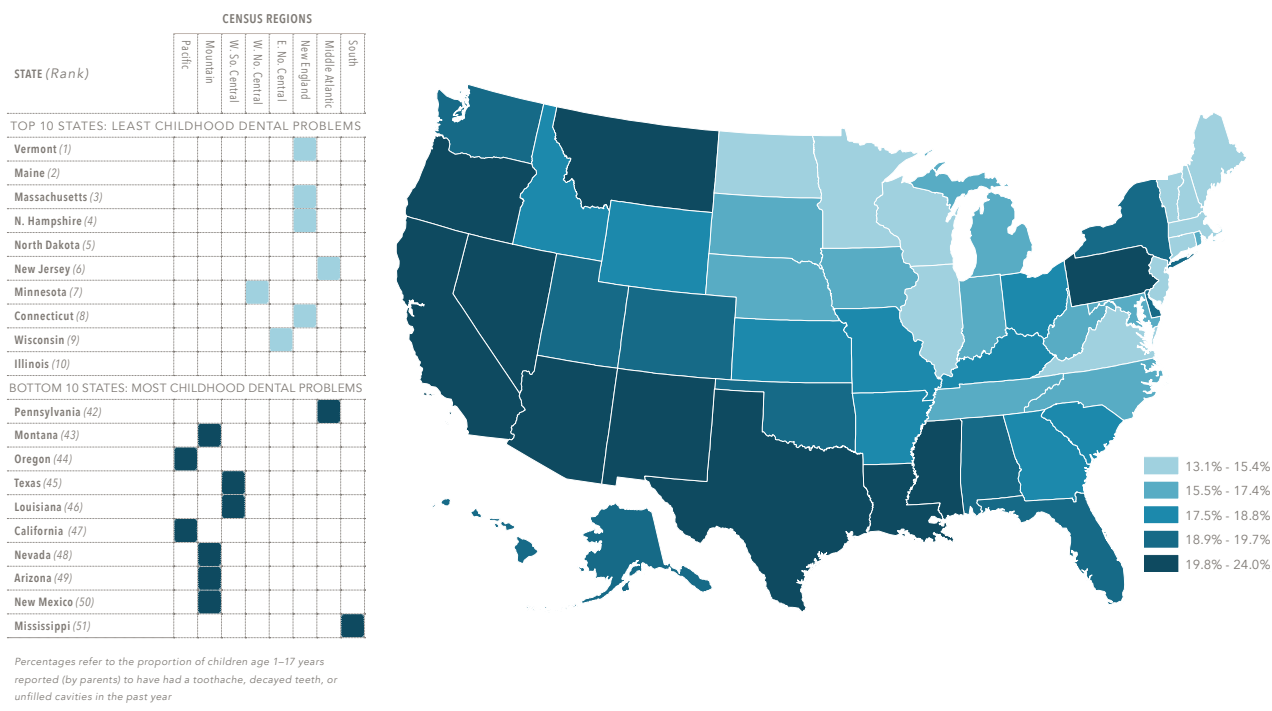 CENSUS REGIONS
STATE (Rank)
Pacific
Mountain
W. So. Central
W. No. Central
E. No. Central
New England
Middle Atlantic
South
TOP 10 STATES: LEAST CHILDHOOD DENTAL PROBLEMS
Vermont (1)
Maine (2)
Massachusetts (3)
N. Hampshire (4)
North Dakota (5)
New Jersey (6)
Minnesota (7)
Connecticut (8)
Wisconsin (9)
Illinois (10)
BOTTOM 10 STATES: MOST CHILDHOOD DENTAL PROBLEMS
Pennsylvania (42)
Montana (43)
Oregon (44)
Texas (45)
Louisiana (46)
California (47)
Nevada (48)
Arizona (49)
New Mexico (50)
Mississippi (51)
Percentages refer to the proportion of children age 1–17 years
reported (by parents) to have had a toothache, decayed teeth, or
unfilled cavities in the past year
13.1% - 15.4%
15.5% - 17.4%
17.5% - 18.8%
18.9% - 19.7%
19.8% - 24.0%